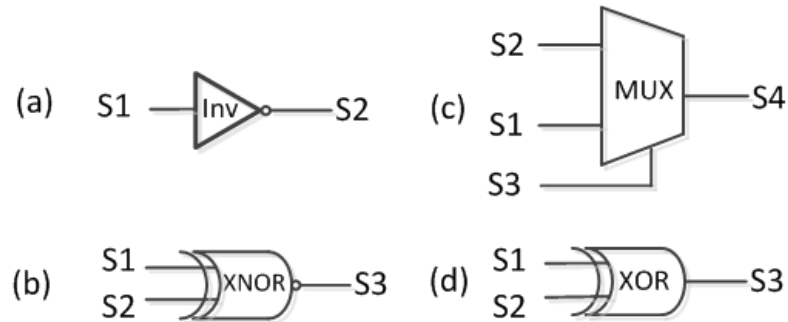 (a) S1 Inv S2
(b) S1 S2 XNOR S3
(c) S2 S1 S3 MUX S4
(d) S1 S2 XOR S3